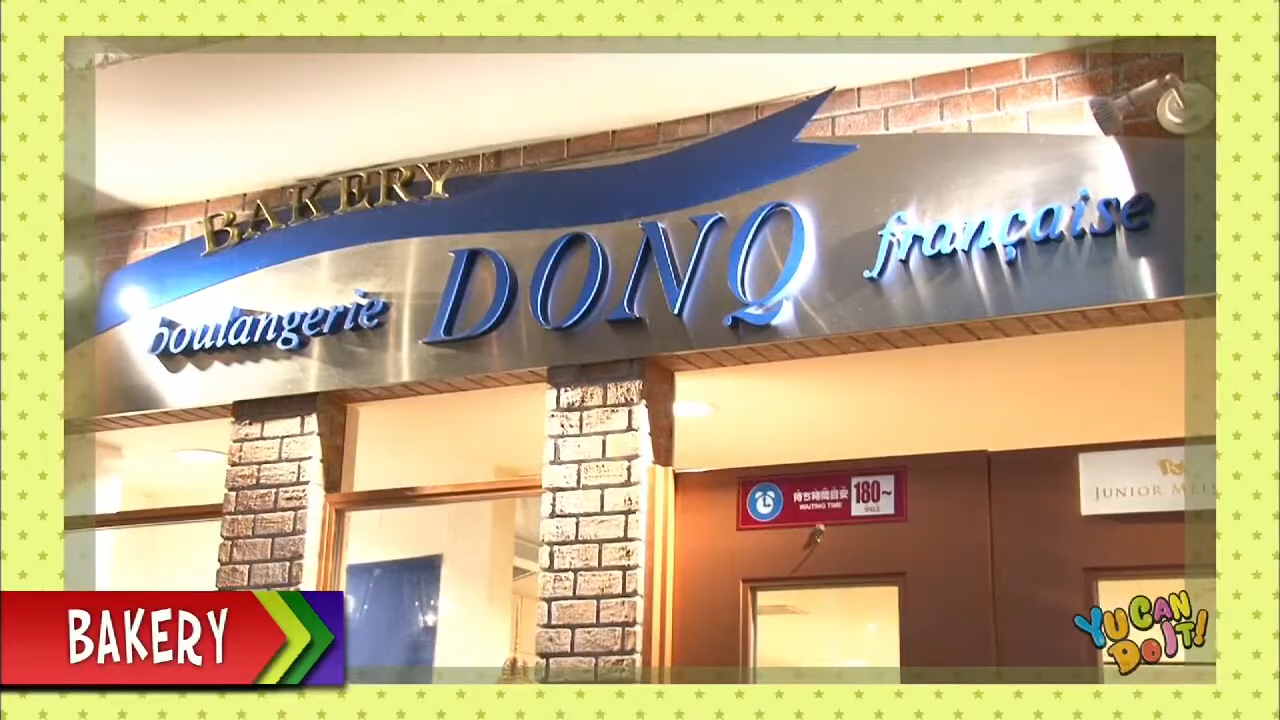 BAKERY
boulangerie DONQ française
待ち時間目安
WAITING TIME
180~
JUNIOR
BAKERY
YU CAN
DO IT!